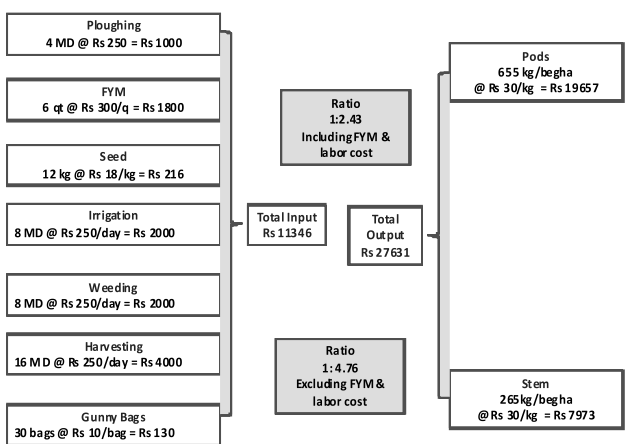 Ploughing
4 MD @ Rs 250 = Rs 1000
FYM
6 qt @ Rs 300/q = Rs 1800
Seed
12 kg @ Rs 18/kg = Rs 216
Irrigation
8 MD @ Rs 250/day = Rs 2000
Weeding
8 MD @ Rs 250/day = Rs 2000
Harvesting
16 MD @ Rs 250/day = Rs 4000
Gunny Bags
30 bags @ Rs 10/bag = Rs 130
Total Input
Rs 11346
Ratio
1:2.43
Including FYM &
labor cost
Ratio
1: 4.76
Excluding FYM &
labor cost
Total
Output
Rs 27631
Pods
655 kg/begha
@ Rs 30/kg = Rs 19657
Stem
265kg/begha
@ Rs 30/kg = Rs 7973